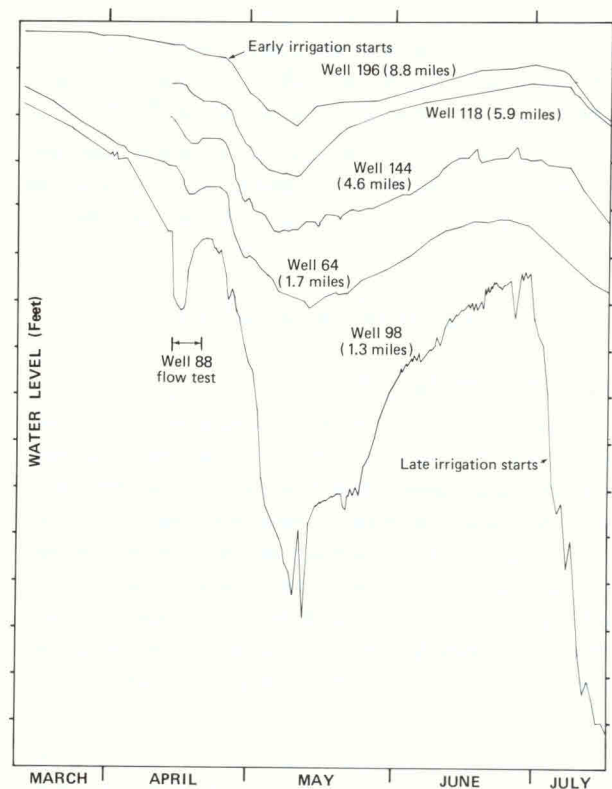 Early irrigation starts
Well 196 (8.8 miles)
Well 118 (5.9 miles)
Well 144
(4.6 miles)
Well 64
(1.7 miles)
Well 98
(1.3 miles)
Well 88
flow test
Late irrigation starts
WATER LEVEL (Feet)
MARCH APRIL MAY JUNE JULY